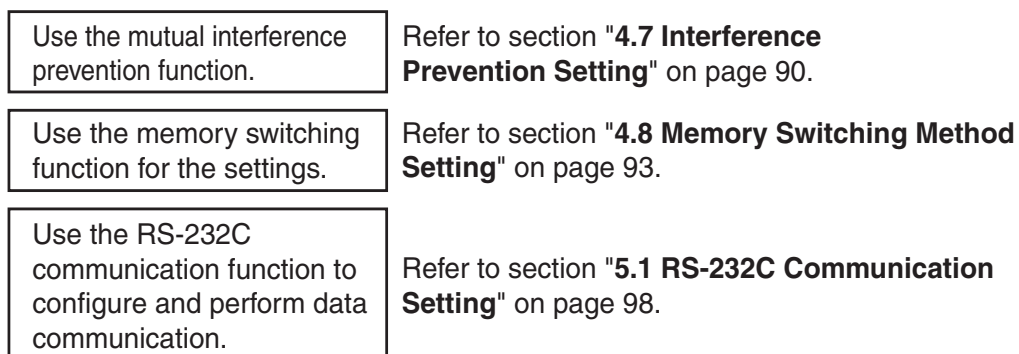 Use the mutual interference
prevention function.
Refer to section "4.7 Interference
Prevention Setting" on page 90.
Use the memory switching
function for the settings.
Refer to section "4.8 Memory Switching Method
Setting" on page 93.
Use the RS-232C
communication function to
configure and perform data
communication.
Refer to section "5.1 RS-232C Communication
Setting" on page 98.